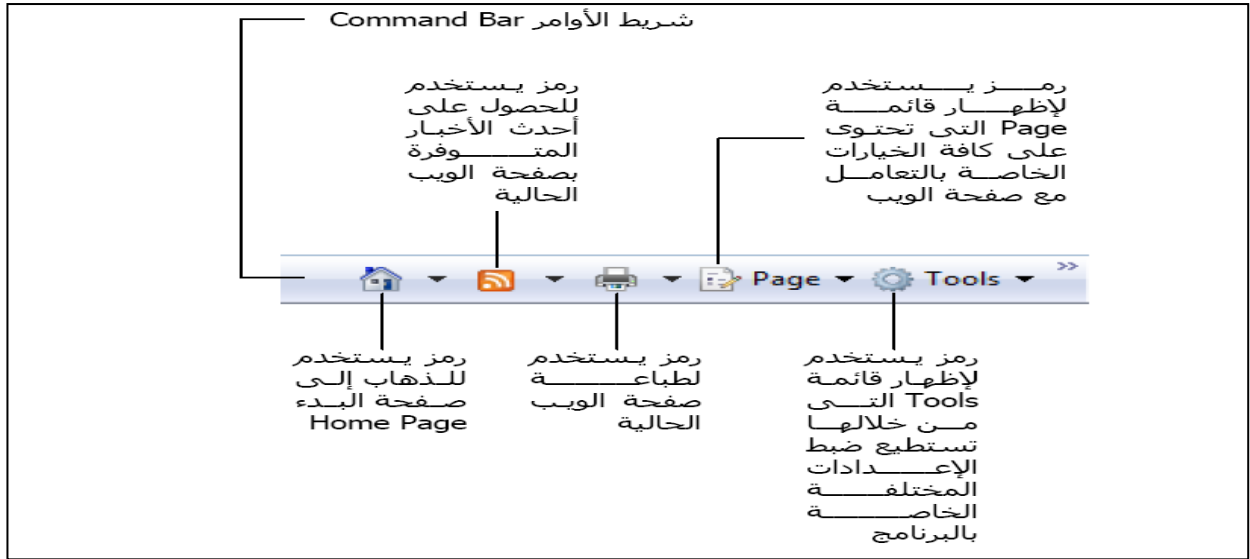 شريط الأوامر Command Bar
رمز يستخدم
لإظهار قائمة
Page التى تحتوى
على كافة الخيارات
الخاصة بالتعامل
مع صفحة الويب
رمز يستخدم
للحصول على
أحدث الأخبار
المتوفرة
بصفحة الويب
الحالية
Page
Tools
رمز يستخدم
لإظهار قائمة
Tools التى
من خلالها
تستطيع ضبط
الإعدادات
المختلفة
الخاصة
بالبرنامج
رمز يستخدم
لطباعة
صفحة الويب
الحالية
رمز يستخدم
للذهاب إلى
صفحة البدء
Home Page